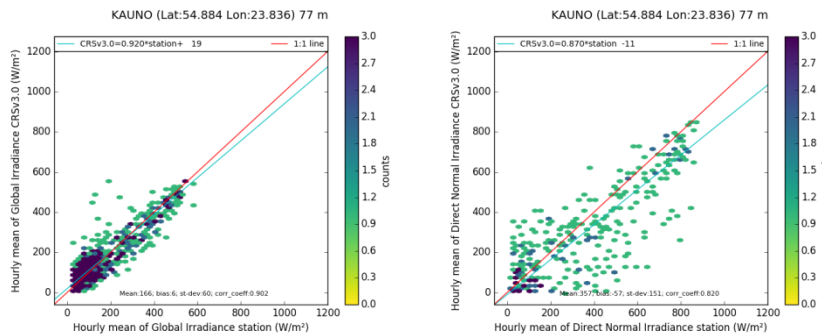 KAUNO (Lat:54.884 Lon:23.836) 77 m
CRSv3.0=0.920*station+ 19
1:1 line
Hourly mean of Global Irradiance CRSv3.0 (W/m²)
1200
1000
800
600
400
200
0
Mean:166, bias:6; st-dev:60; corr_coeff:0.902
0 200 400 600 800 1000 1200
Hourly mean of Global Irradiance station (W/m²)
3.0
2.7
2.4
2.1
1.8
1.5
1.2
0.9
0.6
0.3
0.0
counts
KAUNO (Lat:54.884 Lon:23.836) 77 m
CRSv3.0=0.870*station -11
1:1 line
Hourly mean of Direct Normal Irradiance CRSv3.0 (W/m²)
1200
1000
800
600
400
200
0
Mean:357; bias:-57; st-dev:151; corr_coeff:0.820
0 200 400 600 800 1000 1200
Hourly mean of Direct Normal Irradiance station (W/m²)
3.0
2.7
2.4
2.1
1.8
1.5
1.2
0.9
0.6
0.3
0.0